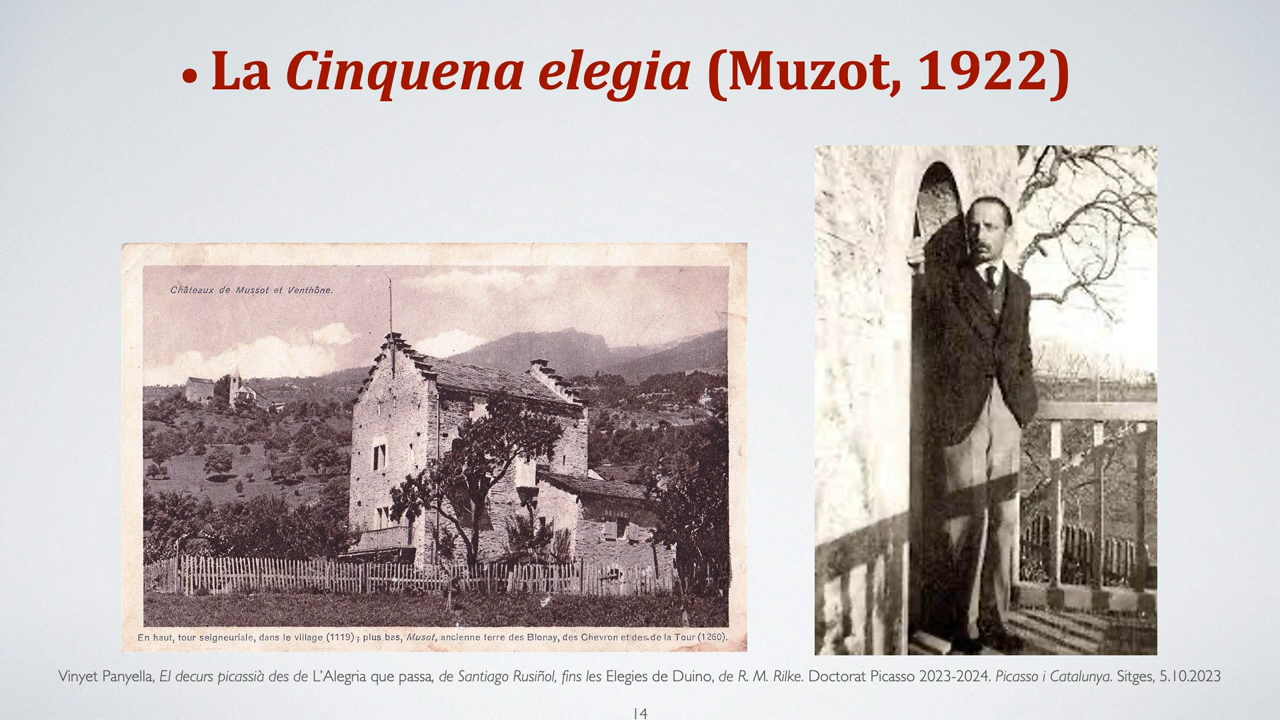 • La Cinquena elegia (Muzot, 1922)
Châteaux de Mussot et Venthône.
En haut, tour seigneuriale, dans le village (1119); plus bas, Musot, ancienne terre des Blonay, des Chevron et des de la Tour (1260).
Vinyet Panyella, El decurs picassià des de L’Alegria que passa, de Santiago Rusiñol, fins les Elegies de Duino, de R. M. Rilke. Doctorat Picasso 2023-2024. Picasso i Catalunya. Sitges, 5.10.2023
14